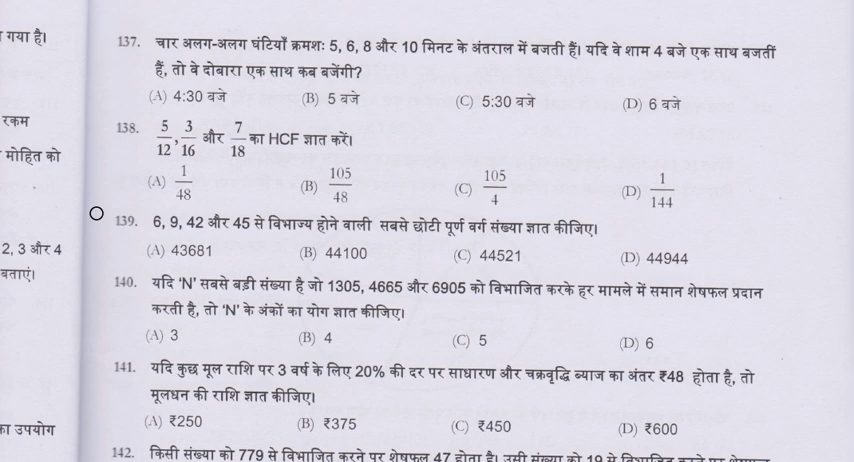 गया है।
137. चार अलग-अलग घंटियाँ क्रमशः 5, 6, 8 और 10 मिनट के अंतराल में बजती हैं। यदि वे शाम 4 बजे एक साथ बजतीं
हैं, तो वे दोबारा एक साथ कब बजेंगी?
(A) 4:30 बजे (B) 5 बजे (C) 5:30 बजे (D) 6 बजे
रकम
138. 5/12, 3/16 और 7/18 का HCF ज्ञात करें।
मोहित को
(A) 1/48 (B) 105/48 (C) 105/4 (D) 1/144
139. 6, 9, 42 और 45 से विभाज्य होने वाली सबसे छोटी पूर्ण वर्ग संख्या ज्ञात कीजिए।
2, 3 और 4
(A) 43681 (B) 44100 (C) 44521 (D) 44944
बताएं।
140. यदि 'N' सबसे बड़ी संख्या है जो 1305, 4665 और 6905 को विभाजित करके हर मामले में समान शेषफल प्रदान
करती है, तो 'N' के अंकों का योग ज्ञात कीजिए।
(A) 3 (B) 4 (C) 5 (D) 6
141. यदि कुछ मूल राशि पर 3 वर्ष के लिए 20% की दर पर साधारण और चक्रवृद्धि ब्याज का अंतर ₹48 होता है, तो
मूलधन की राशि ज्ञात कीजिए।
(A) ₹250 (B) ₹375 (C) ₹450 (D) ₹600
का उपयोग
142. किसी संख्या को 779 से विभाजित करने पर शेषफल 47 होता है। उसी संख्या को 19 से विभाजित करने पर शेषफल